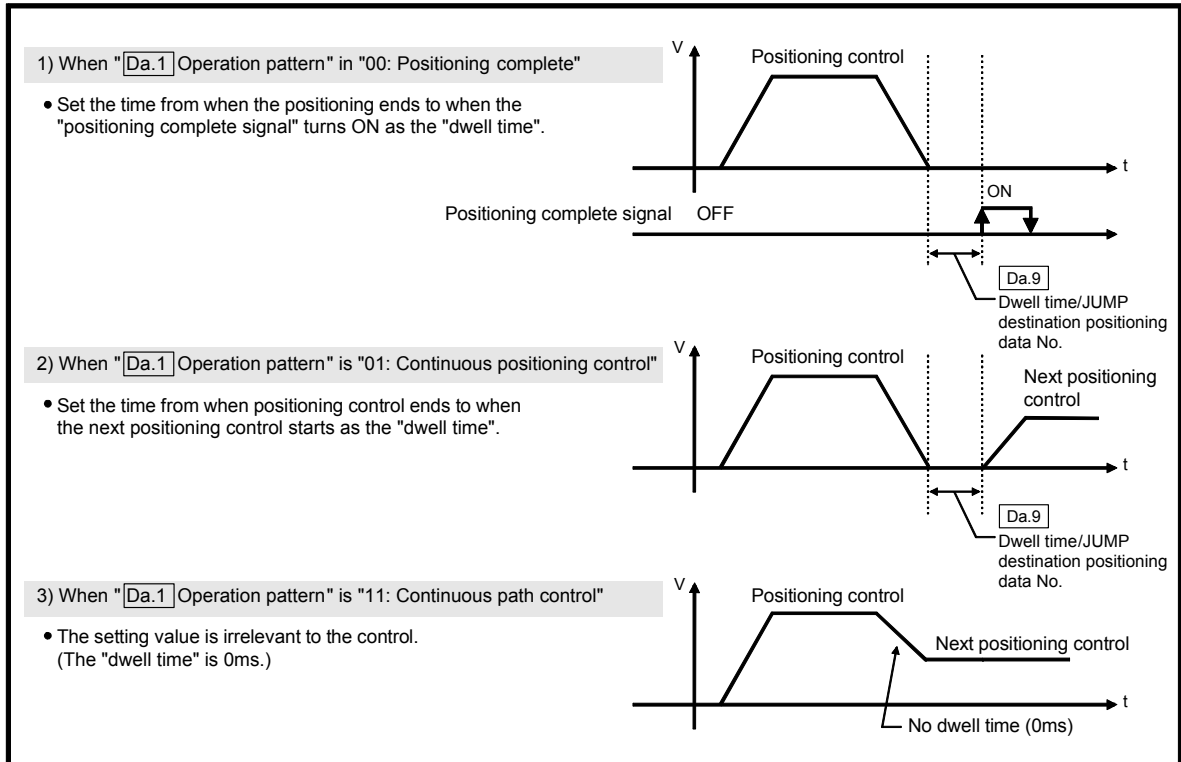 1) When "Da.1 Operation pattern" in "00: Positioning complete"
• Set the time from when the positioning ends to when the
"positioning complete signal" turns ON as the "dwell time".
V
Positioning control
t
ON
Positioning complete signal OFF
Da.9
Dwell time/JUMP
destination positioning
data No.
2) When "Da.1 Operation pattern" is "01: Continuous positioning control"
• Set the time from when positioning control ends to when
the next positioning control starts as the "dwell time".
V
Positioning control
Next positioning
control
t
Da.9
Dwell time/JUMP
destination positioning
data No.
3) When "Da.1 Operation pattern" is "11: Continuous path control"
• The setting value is irrelevant to the control.
(The "dwell time" is 0ms.)
V
Positioning control
Next positioning control
t
No dwell time (0ms)